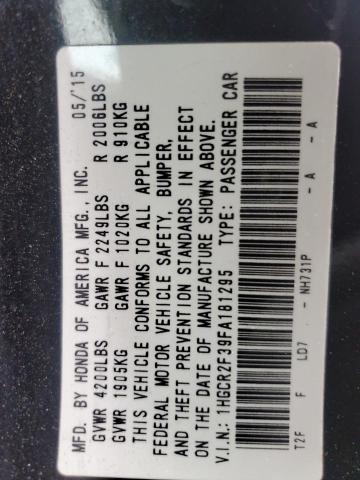 MFD. BY HONDA OF AMERICA MFG., INC. 05/'15
GVWR 4200LBS GAWR F 2249LBS R 2006LBS
GVWR 1905KG GAWR F 1020KG R 910KG
THIS VEHICLE CONFORMS TO ALL APPLICABLE
FEDERAL MOTOR VEHICLE SAFETY, BUMPER,
AND THEFT PREVENTION STANDARDS IN EFFECT
ON THE DATE OF MANUFACTURE SHOWN ABOVE.
V.I.N.: 1HGCR2F39FA181295 TYPE: PASSENGER CAR
T2F F LD7 - NH731P - A - A